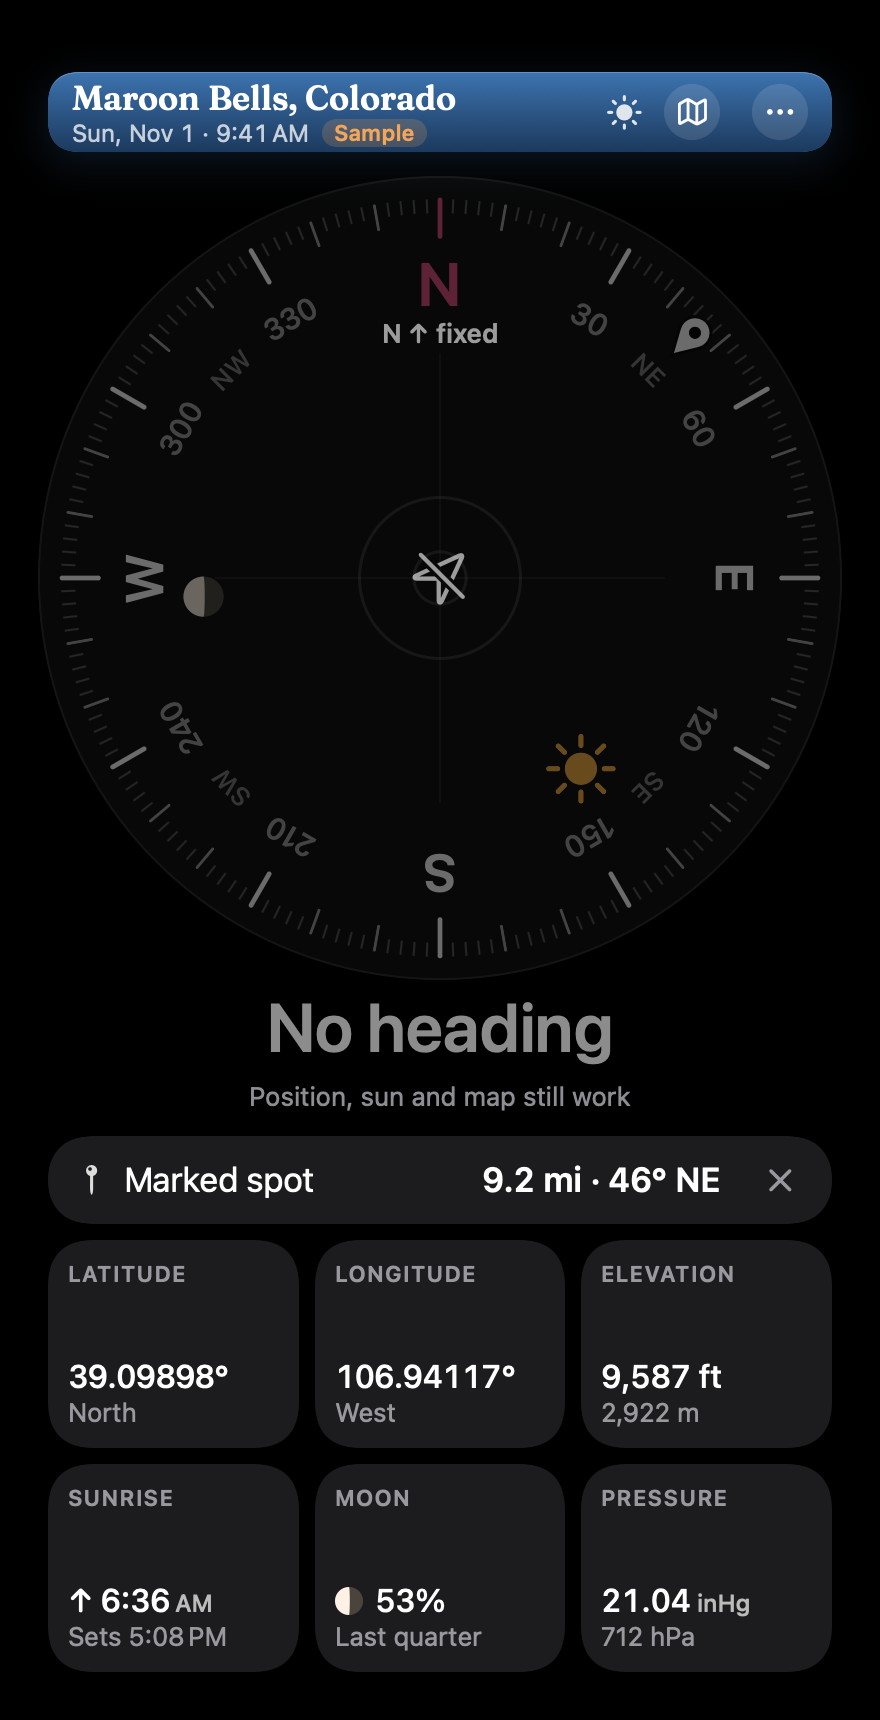 Maroon Bells, Colorado
Sun, Nov 1 · 9:41 AM Sample
N
N ↑ fixed
330
30
NW
NE
300
60
W
E
240
120
SW
SE
210
150
S
No heading
Position, sun and map still work
Marked spot 9.2 mi · 46° NE
LATITUDE
39.09898°
North
LONGITUDE
106.94117°
West
ELEVATION
9,587 ft
2,922 m
SUNRISE
↑ 6:36 AM
Sets 5:08 PM
MOON
53%
Last quarter
PRESSURE
21.04 inHg
712 hPa